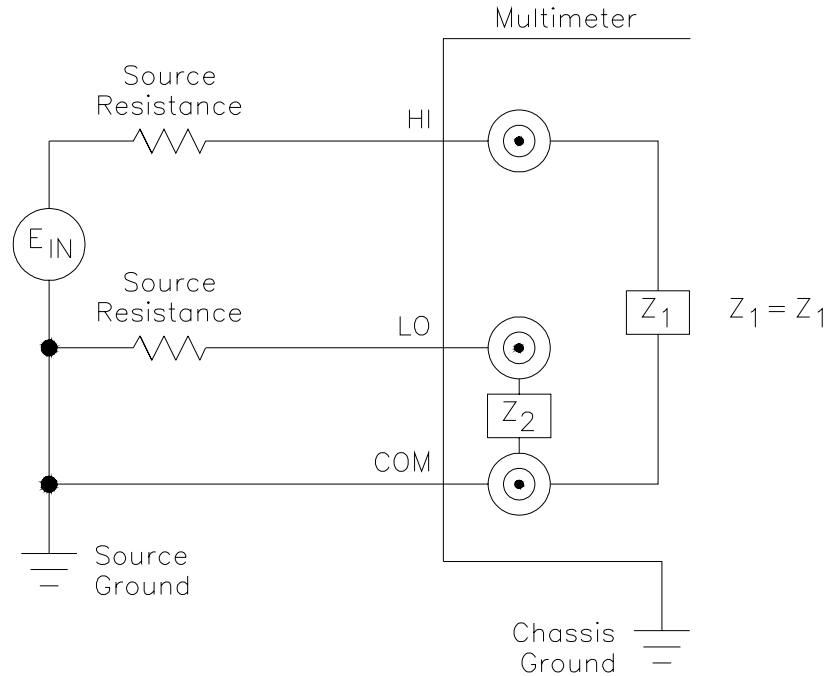 Multimeter
Source
Resistance
HI
E IN
Source
Resistance
LO
Z1
Z1 = Z1
Z2
COM
Source
Ground
Chassis
Ground